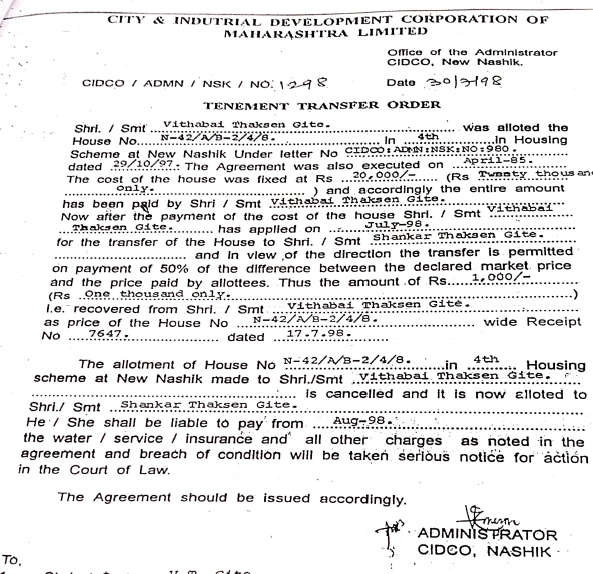 CITY & INDUTRIAL DEVELOPMENT CORPORATION OF
MAHARASHTRA LIMITED
Office of the Administrator
CIDCO, New Nashik.
CIDCO / ADMN / NSK / NO. 1298 Date 30/7/98
TENEMENT TRANSFER ORDER
Shri. / Smt Vithabai Thaksen Gite. was alloted the
House No. N-42/A/B-2/4/8. in 4th in Housing
Scheme at New Nashik Under letter No CIDCO:ADMN:NSK:NO:980.
dated 29/10/97. The Agreement was also executed on April-85.
The cost of the house was fixed at Rs 20,000/- (Rs Twenty thousand
only. ) and accordingly the entire amount
has been paid by Shri / Smt Vithabai Thaksen Gite.
Now after the payment of the cost of the house Shri. / Smt Vithabai
Thaksen Gite. has applied on July-98.
for the transfer of the House to Shri. / Smt Shankar Thaksen Gite.
and in view of the direction the transfer is permitted
on payment of 50% of the difference between the declared market price
and the price paid by allottees. Thus the amount of Rs. 1,000/-
(Rs One thousand only. )
i.e. recovered from Shri. / Smt Vithabai Thaksen Gite.
as price of the House No N-42/A/B-2/4/8. wide Receipt
No 7647. dated 17.7.98.
The allotment of House No N-42/A/B-2/4/8. in 4th Housing
scheme at New Nashik made to Shri./Smt Vithabai Thaksen Gite.
is cancelled and it is now alloted to
Shri./ Smt Shankar Thaksen Gite.
He / She shall be liable to pay from Aug-98.
the water / service / insurance and all other charges as noted in the
agreement and breach of condition will be taken serious notice for action
in the Court of Law.
The Agreement should be issued accordingly.
ADMINISTRATOR
CIDCO, NASHIK
To,